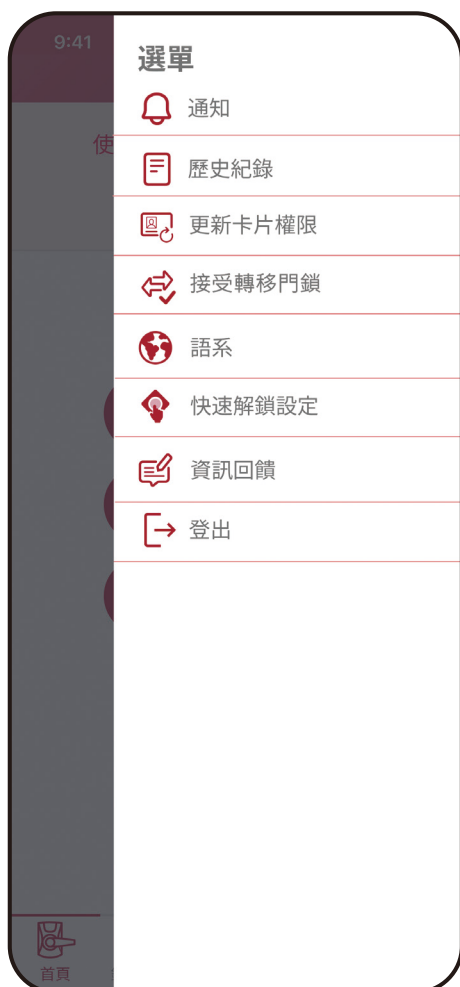 9:41
選單
使
通知
歷史紀錄
更新卡片權限
接受轉移門鎖
語系
快速解鎖設定
資訊回饋
登出
首頁